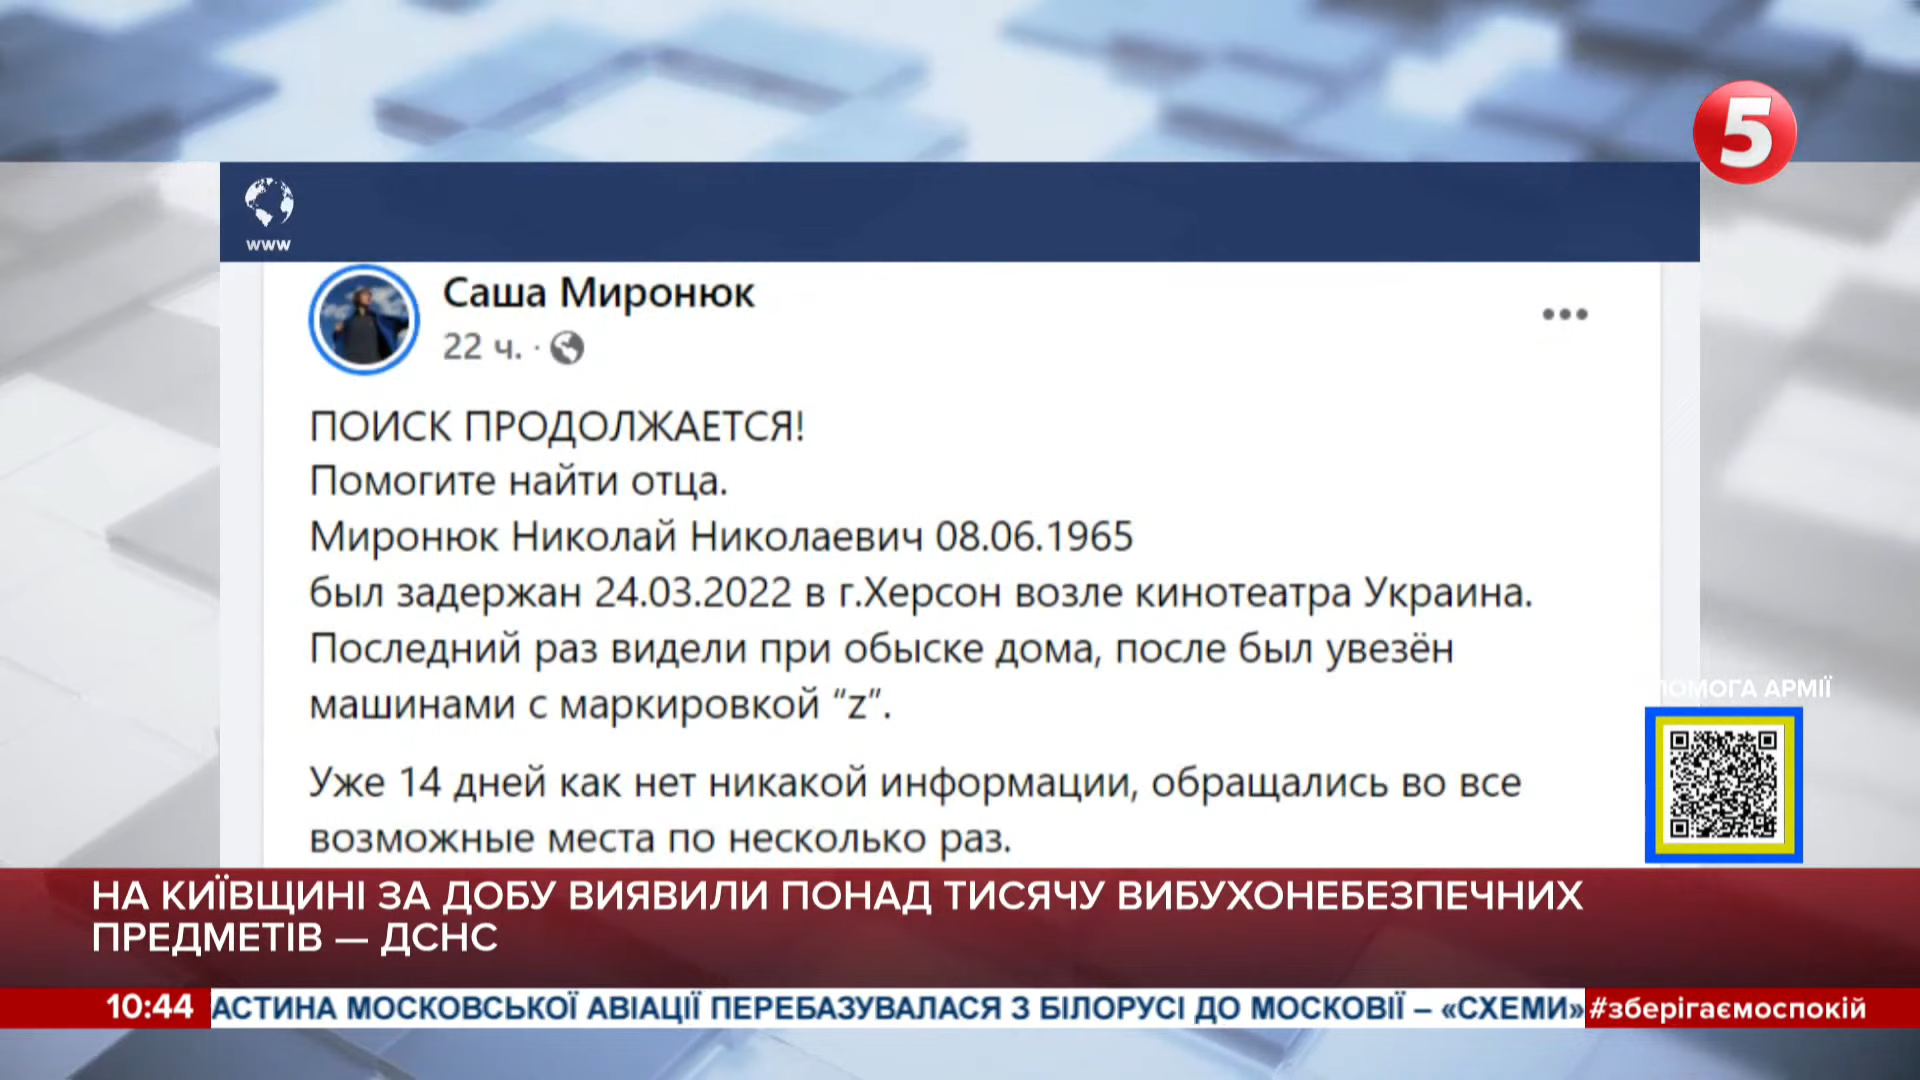 5
www
Саша Миронюк
22 ч. ·
ПОИСК ПРОДОЛЖАЕТСЯ!
Помогите найти отца.
Миронюк Николай Николаевич 08.06.1965
был задержан 24.03.2022 в г.Херсон возле кинотеатра Украина.
Последний раз видели при обыске дома, после был увезён
машинами с маркировкой “z”.
Уже 14 дней как нет никакой информации, обращались во все
возможные места по несколько раз.
АРМІЇ
НА КИЇВЩИНІ ЗА ДОБУ ВИЯВИЛИ ПОНАД ТИСЯЧУ ВИБУХОНЕБЕЗПЕЧНИХ
ПРЕДМЕТІВ — ДСНС
10:44 АСТИНА МОСКОВСЬКОЇ АВІАЦІЇ ПЕРЕБАЗУВАЛАСЯ З БІЛОРУСІ ДО МОСКОВІЇ – «СХЕМИ» #зберігаємоспокій